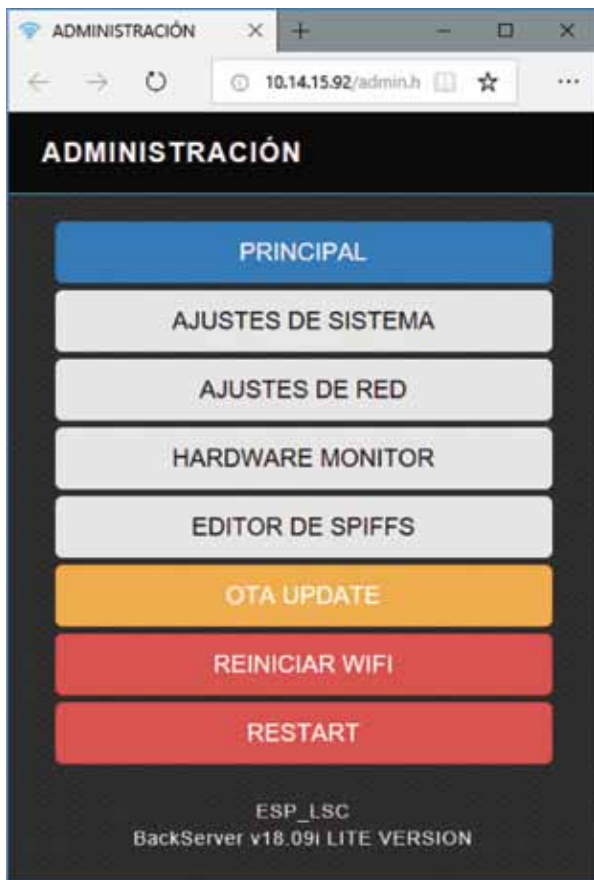 ADMINISTRACIÓN
10.14.15.92/admin.h
ADMINISTRACIÓN
PRINCIPAL
AJUSTES DE SISTEMA
AJUSTES DE RED
HARDWARE MONITOR
EDITOR DE SPIFFS
OTA UPDATE
REINICIAR WIFI
RESTART
ESP_LSC
BackServer v18.09i LITE VERSION